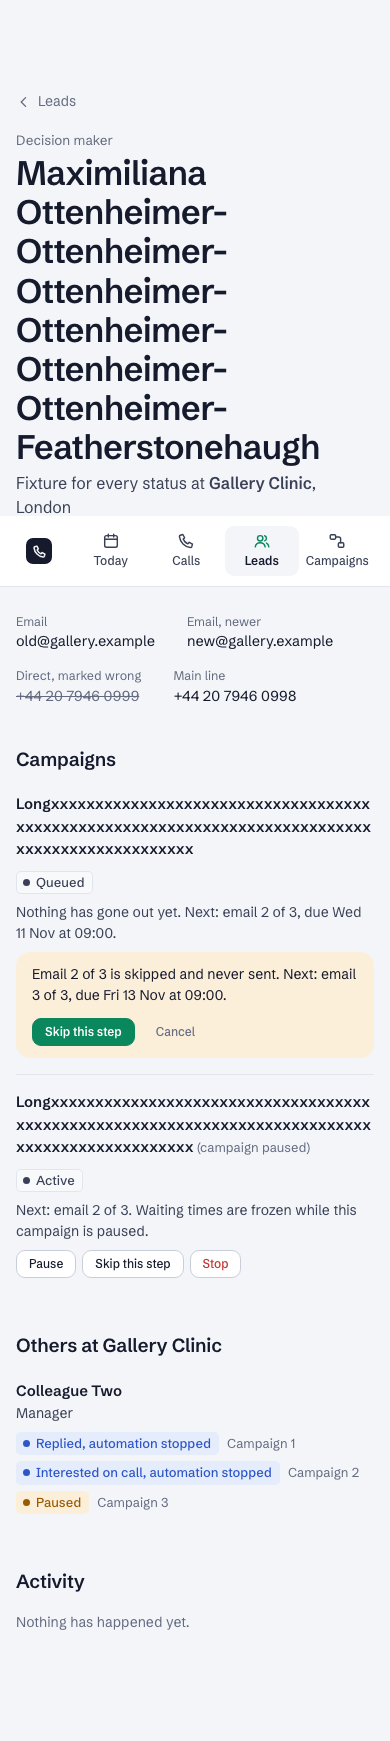 Leads
Decision maker
Maximiliana
Ottenheimer-
Ottenheimer-
Ottenheimer-
Ottenheimer-
Ottenheimer-
Ottenheimer-
Featherstonehaugh
Fixture for every status at Gallery Clinic,
London
Today
Calls
Leads
Campaigns
Email
old@gallery.example
Email, newer
new@gallery.example
Direct, marked wrong
+44 20 7946 0999
Main line
+44 20 7946 0998
Campaigns
Longxxxxxxxxxxxxxxxxxxxxxxxxxxxxxxxxxxxx
xxxxxxxxxxxxxxxxxxxxxxxxxxxxxxxxxxxxxxxx
xxxxxxxxxxxxxxxxxxxx
Queued
Nothing has gone out yet. Next: email 2 of 3, due Wed
11 Nov at 09:00.
Email 2 of 3 is skipped and never sent. Next: email
3 of 3, due Fri 13 Nov at 09:00.
Skip this step
Cancel
Longxxxxxxxxxxxxxxxxxxxxxxxxxxxxxxxxxxxx
xxxxxxxxxxxxxxxxxxxxxxxxxxxxxxxxxxxxxxxx
xxxxxxxxxxxxxxxxxxxx (campaign paused)
Active
Next: email 2 of 3. Waiting times are frozen while this
campaign is paused.
Pause
Skip this step
Stop
Others at Gallery Clinic
Colleague Two
Manager
Replied, automation stopped
Campaign 1
Interested on call, automation stopped
Campaign 2
Paused
Campaign 3
Activity
Nothing has happened yet.